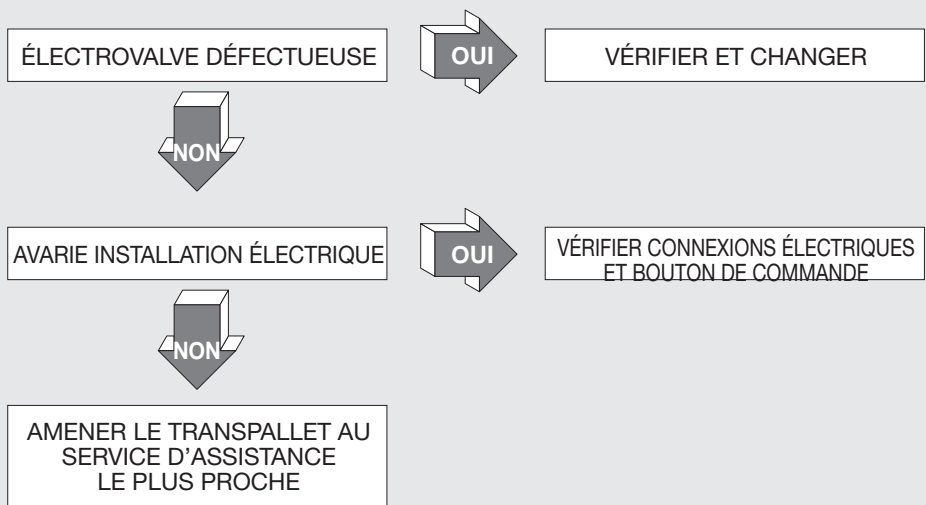 ÉLECTROVALVE DÉFECTUEUSE
OUI
VÉRIFIER ET CHANGER
NON
AVARIE INSTALLATION ÉLECTRIQUE
OUI
VÉRIFIER CONNEXIONS ÉLECTRIQUES
ET BOUTON DE COMMANDE
NON
AMENER LE TRANSPALLET AU
SERVICE D’ASSISTANCE
LE PLUS PROCHE